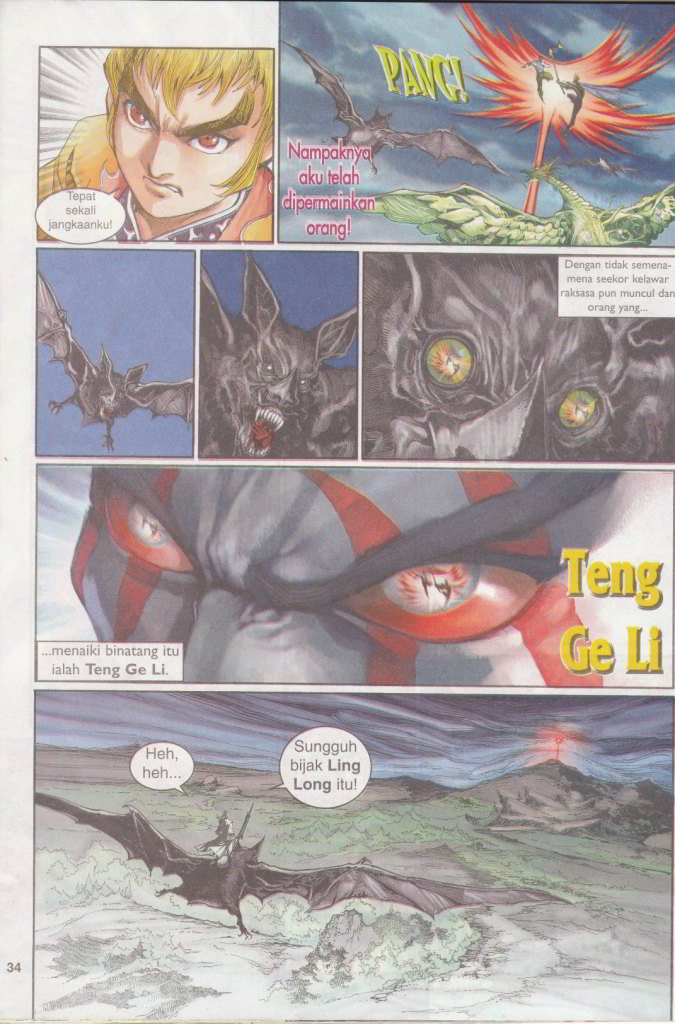 Tepat
sekali
jangkaanku!
PANG!
Nampaknya
aku telah
dipermainkan
orang!
Dengan tidak semena-
mena seekor kelawar
raksasa pun muncul dan
orang yang...
...menaiki binatang itu
ialah Teng Ge Li.
Teng
Ge Li
Heh,
heh...
Sungguh
bijak Ling
Long itu!
34